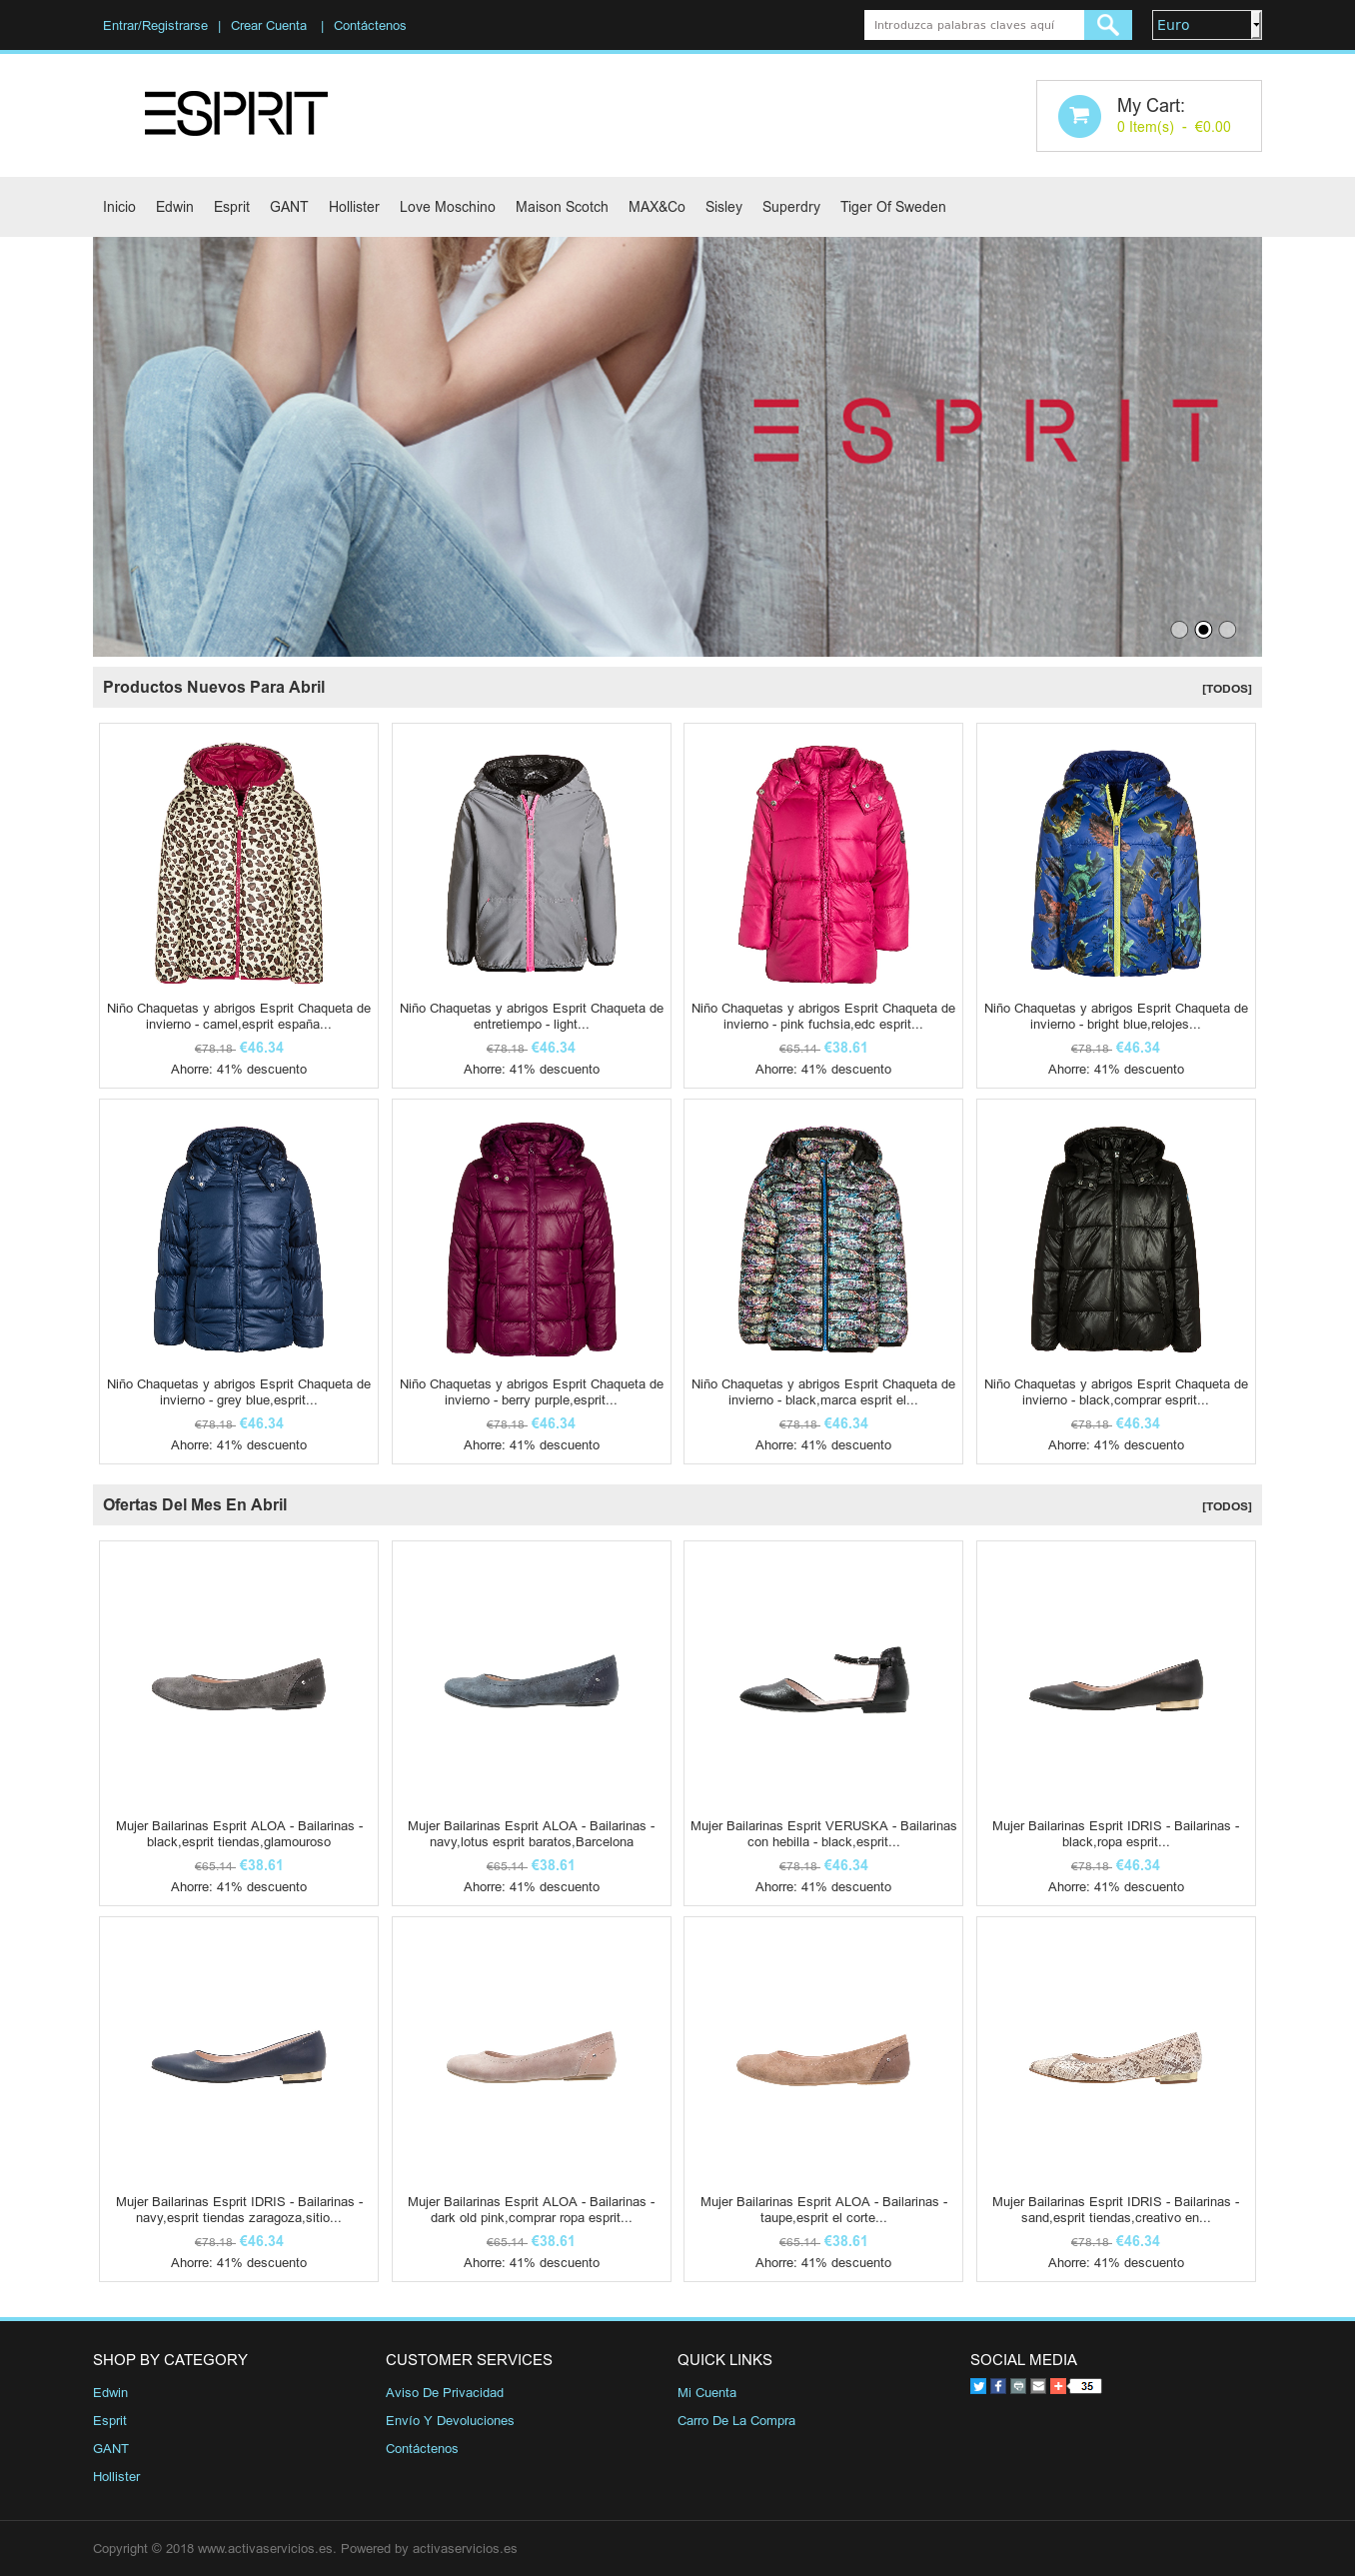 Entrar/Registrarse | Crear Cuenta | Contáctenos
Introduzca palabras claves aquí
Euro
ESPRIT
My Cart:
0 Item(s) - €0.00
Inicio Edwin Esprit GANT Hollister Love Moschino Maison Scotch MAX&Co Sisley Superdry Tiger Of Sweden
ESPRIT
Productos Nuevos Para Abril [TODOS]
Niño Chaquetas y abrigos Esprit Chaqueta de
invierno - camel,esprit españa...
€78.18 €46.34
Ahorre: 41% descuento
Niño Chaquetas y abrigos Esprit Chaqueta de
entretiempo - light...
€78.18 €46.34
Ahorre: 41% descuento
Niño Chaquetas y abrigos Esprit Chaqueta de
invierno - pink fuchsia,edc esprit...
€65.14 €38.61
Ahorre: 41% descuento
Niño Chaquetas y abrigos Esprit Chaqueta de
invierno - bright blue,relojes...
€78.18 €46.34
Ahorre: 41% descuento
Niño Chaquetas y abrigos Esprit Chaqueta de
invierno - grey blue,esprit...
€78.18 €46.34
Ahorre: 41% descuento
Niño Chaquetas y abrigos Esprit Chaqueta de
invierno - berry purple,esprit...
€78.18 €46.34
Ahorre: 41% descuento
Niño Chaquetas y abrigos Esprit Chaqueta de
invierno - black,marca esprit el...
€78.18 €46.34
Ahorre: 41% descuento
Niño Chaquetas y abrigos Esprit Chaqueta de
invierno - black,comprar esprit...
€78.18 €46.34
Ahorre: 41% descuento
Ofertas Del Mes En Abril [TODOS]
Mujer Bailarinas Esprit ALOA - Bailarinas -
black,esprit tiendas,glamouroso
€65.14 €38.61
Ahorre: 41% descuento
Mujer Bailarinas Esprit ALOA - Bailarinas -
navy,lotus esprit baratos,Barcelona
€65.14 €38.61
Ahorre: 41% descuento
Mujer Bailarinas Esprit VERUSKA - Bailarinas
con hebilla - black,esprit...
€78.18 €46.34
Ahorre: 41% descuento
Mujer Bailarinas Esprit IDRIS - Bailarinas -
black,ropa esprit...
€78.18 €46.34
Ahorre: 41% descuento
Mujer Bailarinas Esprit IDRIS - Bailarinas -
navy,esprit tiendas zaragoza,sitio...
€78.18 €46.34
Ahorre: 41% descuento
Mujer Bailarinas Esprit ALOA - Bailarinas -
dark old pink,comprar ropa esprit...
€65.14 €38.61
Ahorre: 41% descuento
Mujer Bailarinas Esprit ALOA - Bailarinas -
taupe,esprit el corte...
€65.14 €38.61
Ahorre: 41% descuento
Mujer Bailarinas Esprit IDRIS - Bailarinas -
sand,esprit tiendas,creativo en...
€78.18 €46.34
Ahorre: 41% descuento
SHOP BY CATEGORY
Edwin
Esprit
GANT
Hollister
CUSTOMER SERVICES
Aviso De Privacidad
Envío Y Devoluciones
Contáctenos
QUICK LINKS
Mi Cuenta
Carro De La Compra
SOCIAL MEDIA
35
Copyright © 2018 www.activaservicios.es. Powered by activaservicios.es